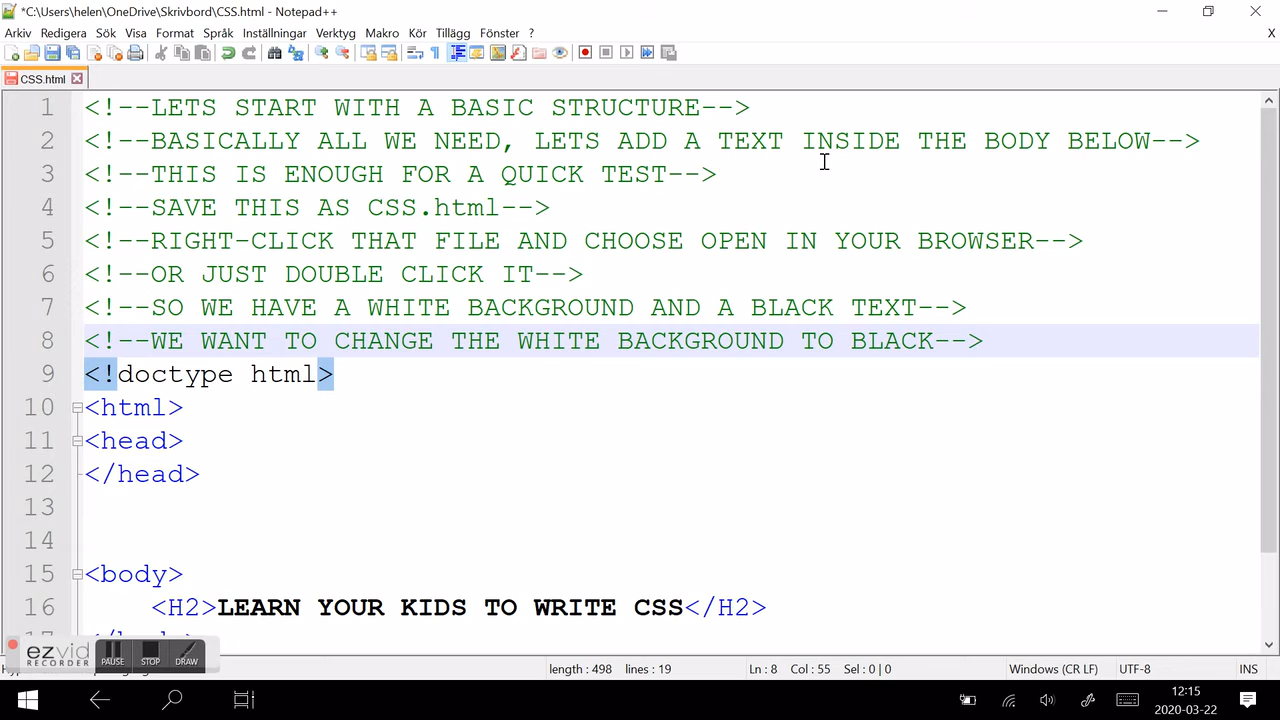 *C:\Users\helen\OneDrive\Skrivbord\CSS.html - Notepad++
Arkiv Redigera Sök Visa Format Språk Inställningar Verktyg Makro Kör Tillägg Fönster ? X
CSS.html
1 <!--LETS START WITH A BASIC STRUCTURE-->
2 <!--BASICALLY ALL WE NEED, LETS ADD A TEXT INSIDE THE BODY BELOW-->
3 <!--THIS IS ENOUGH FOR A QUICK TEST-->
4 <!--SAVE THIS AS CSS.html-->
5 <!--RIGHT-CLICK THAT FILE AND CHOOSE OPEN IN YOUR BROWSER-->
6 <!--OR JUST DOUBLE CLICK IT-->
7 <!--SO WE HAVE A WHITE BACKGROUND AND A BLACK TEXT-->
8 <!--WE WANT TO CHANGE THE WHITE BACKGROUND TO BLACK-->
9 <!doctype html>
10 <html>
11 <head>
12 </head>
13
14
15 <body>
16 <H2>LEARN YOUR KIDS TO WRITE CSS</H2>
ezvid
RECORDER
PAUSE STOP DRAW
length : 498 lines : 19 Ln : 8 Col : 55 Sel : 0 | 0 Windows (CR LF) UTF-8 INS
12:15
2020-03-22